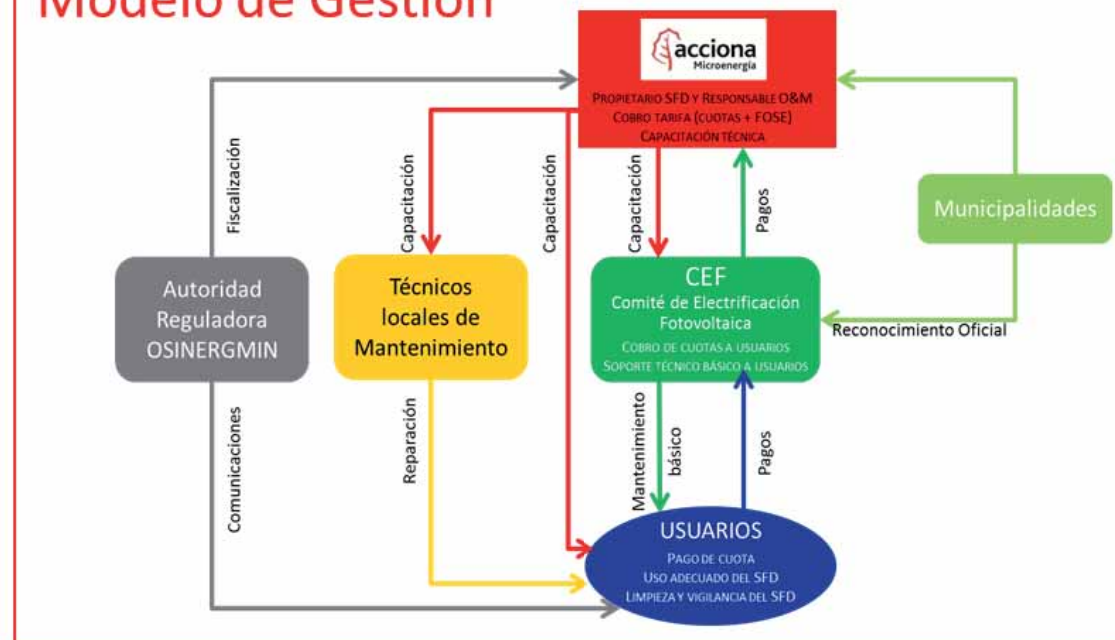 Modelo de Gestión
acciona
Microenergía
PROPIETARIO SFD Y RESPONSABLE O&M
COBRO TARIFA (CUOTAS + FOSE)
CAPACITACIÓN TÉCNICA
Fiscalización
Capacitación
Capacitación
Capacitación
Pagos
Municipalidades
Autoridad
Reguladora
OSINERGMIN
Técnicos
locales de
Mantenimiento
CEF
Comité de Electrificación
Fotovoltaica
COBRO DE CUOTAS A USUARIOS
SOPORTE TÉCNICO BÁSICO A USUARIOS
Reconocimiento Oficial
Comunicaciones
Reparación
Mantenimiento
básico
Pagos
USUARIOS
PAGO DE CUOTA
USO ADECUADO DEL SFD
LIMPIEZA Y VIGILANCIA DEL SFD